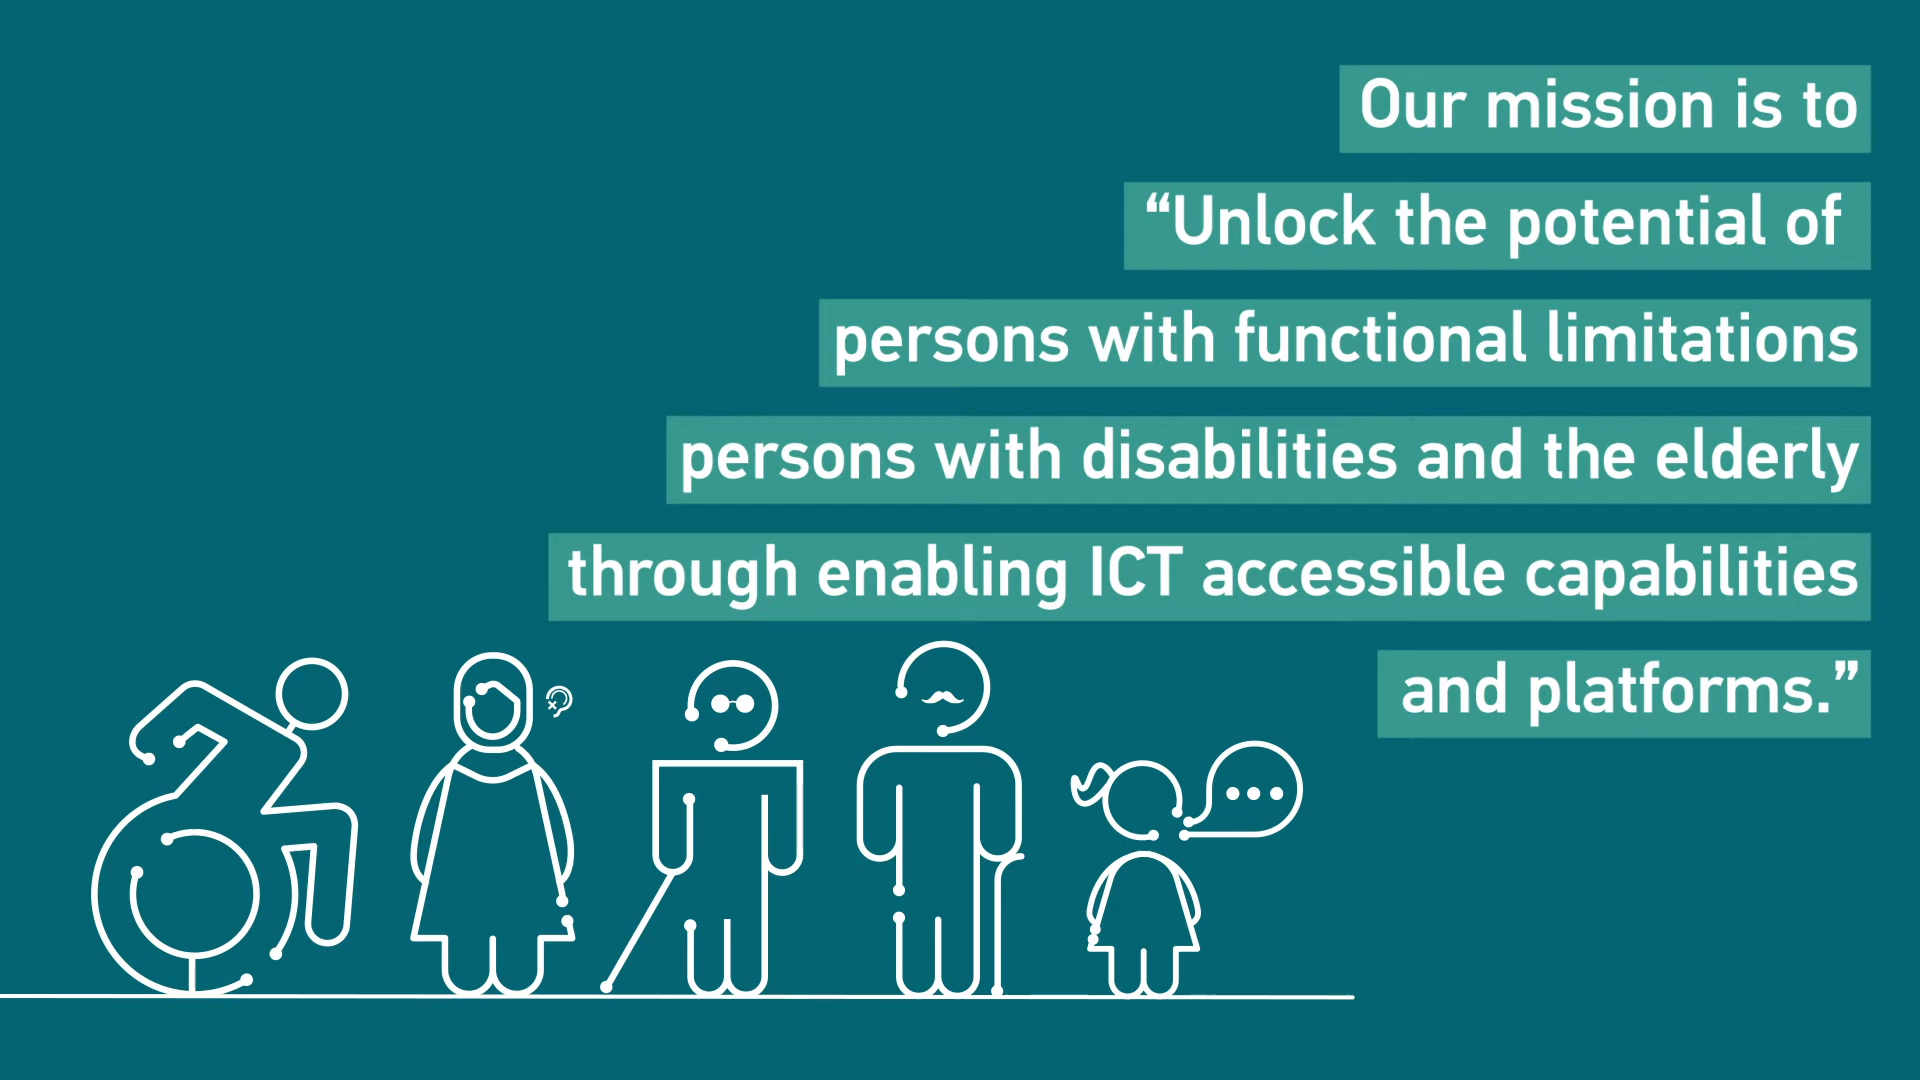 Our mission is to
“Unlock the potential of
persons with functional limitations
persons with disabilities and the elderly
through enabling ICT accessible capabilities
and platforms.”